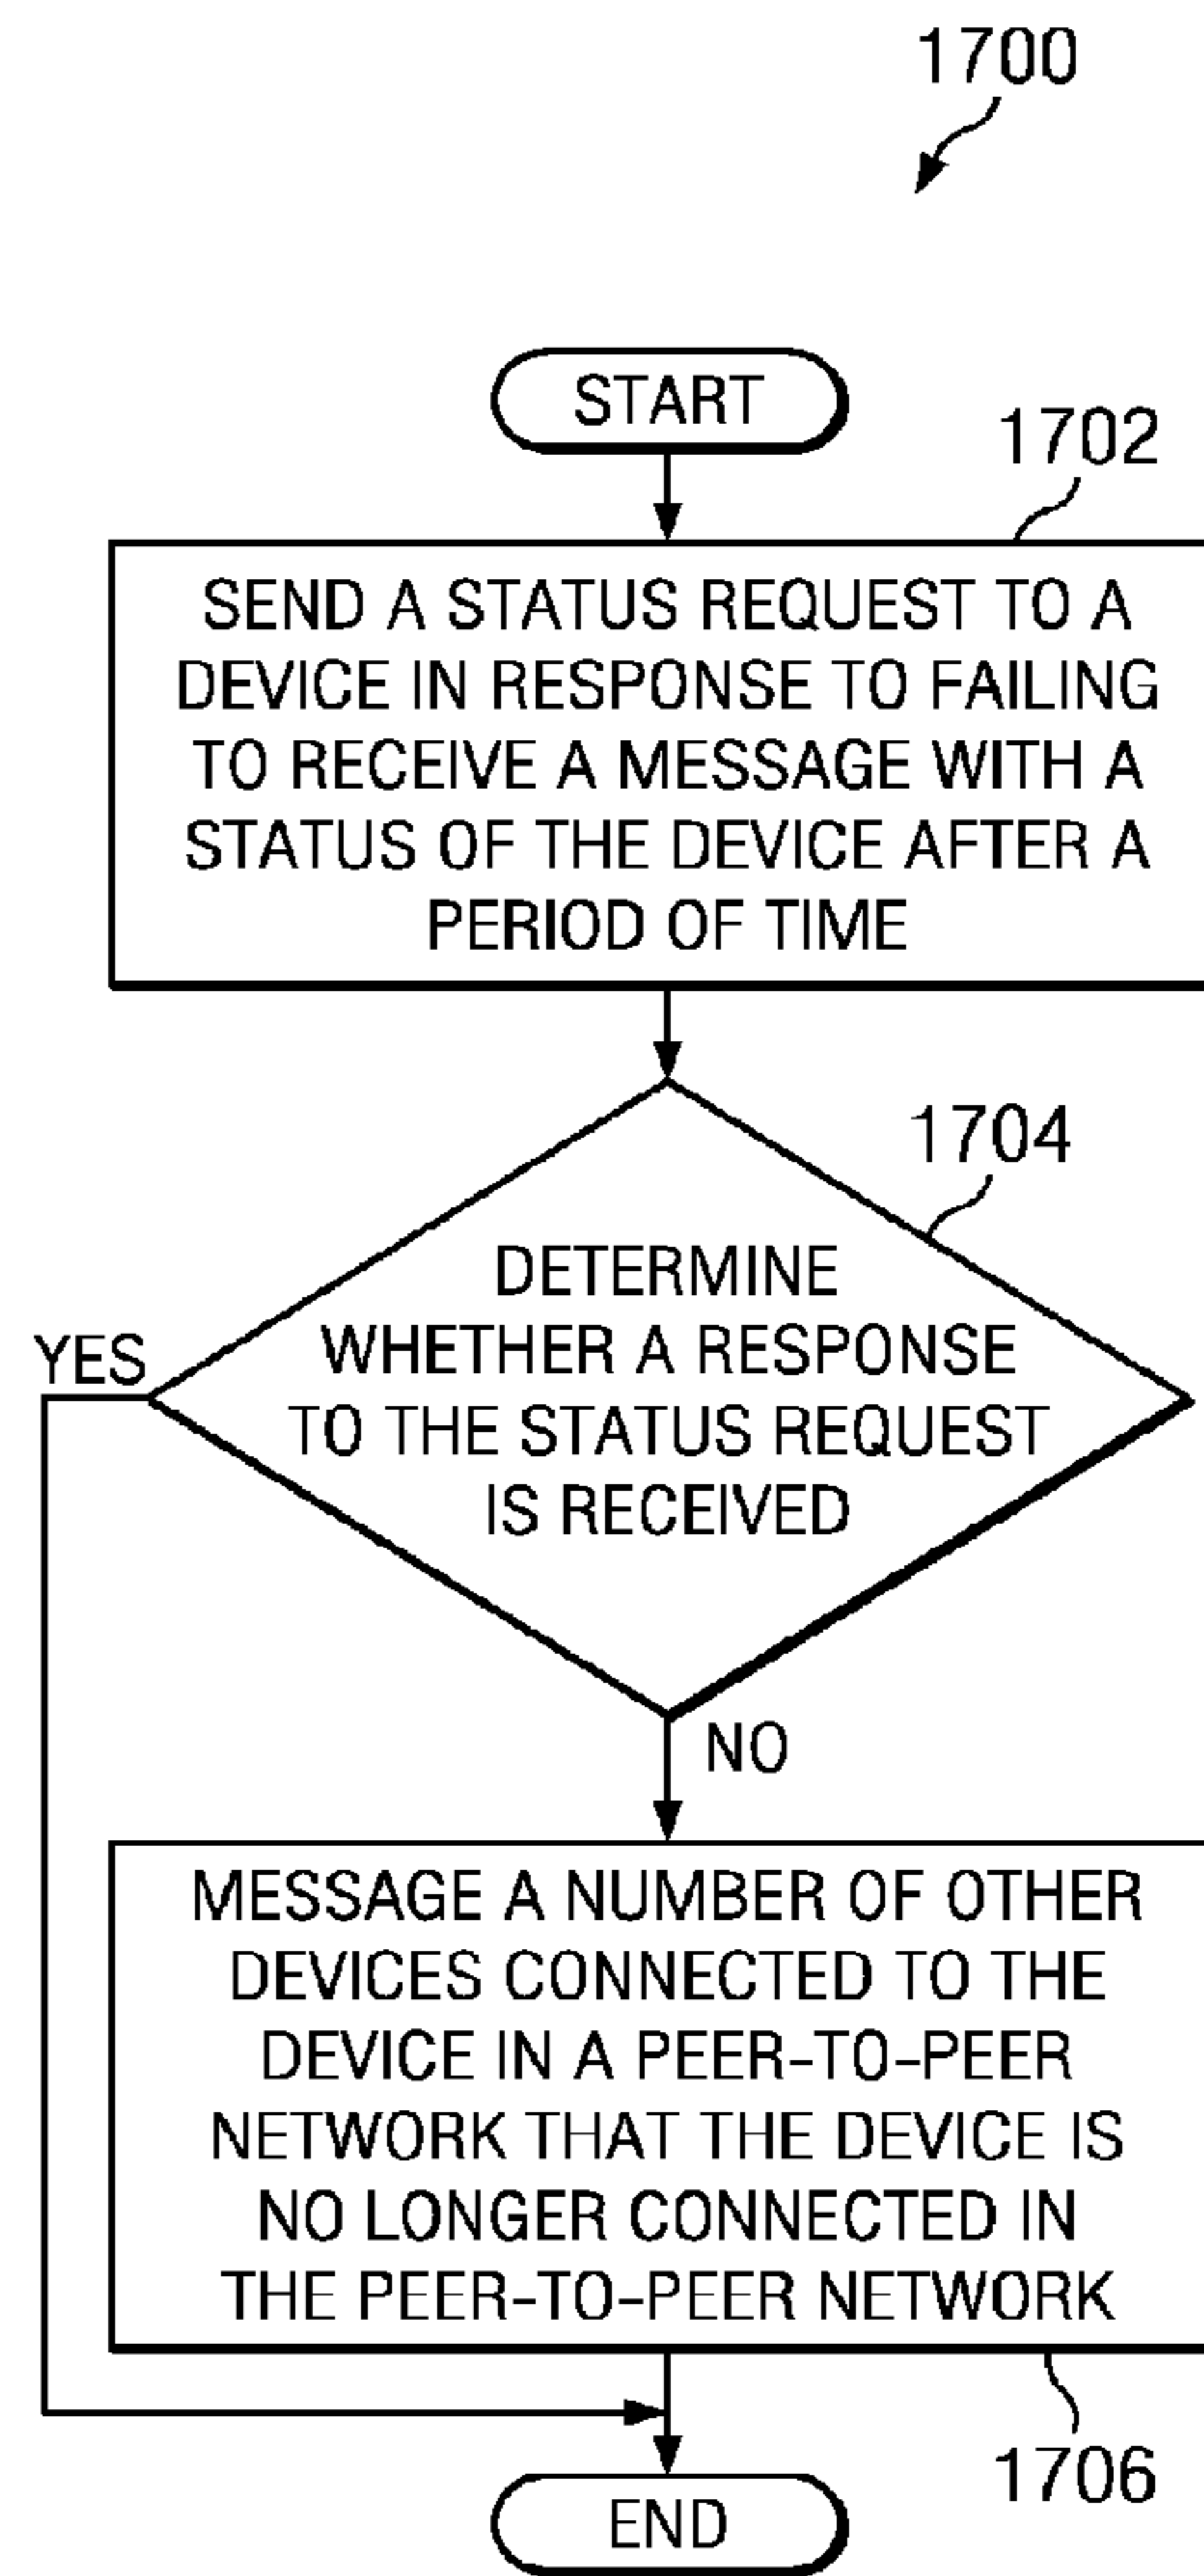 1700
START
1702
SEND A STATUS REQUEST TO A
DEVICE IN RESPONSE TO FAILING
TO RECEIVE A MESSAGE WITH A
STATUS OF THE DEVICE AFTER A
PERIOD OF TIME
1704
DETERMINE
WHETHER A RESPONSE
TO THE STATUS REQUEST
IS RECEIVED
YES
NO
MESSAGE A NUMBER OF OTHER
DEVICES CONNECTED TO THE
DEVICE IN A PEER-TO-PEER
NETWORK THAT THE DEVICE IS
NO LONGER CONNECTED IN
THE PEER-TO-PEER NETWORK
1706
END